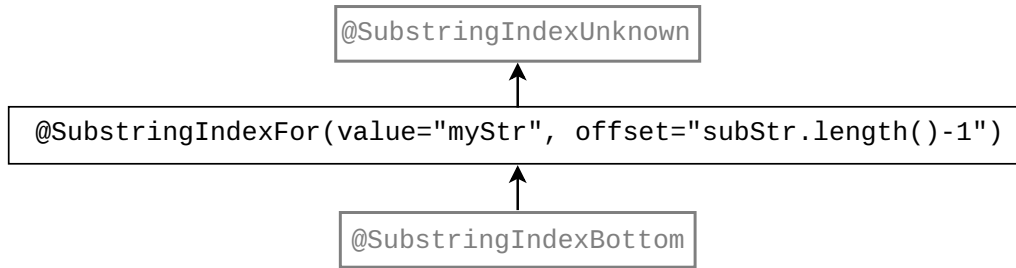 @SubstringIndexUnknown
@SubstringIndexFor(value="myStr", offset="subStr.length()-1")
@SubstringIndexBottom